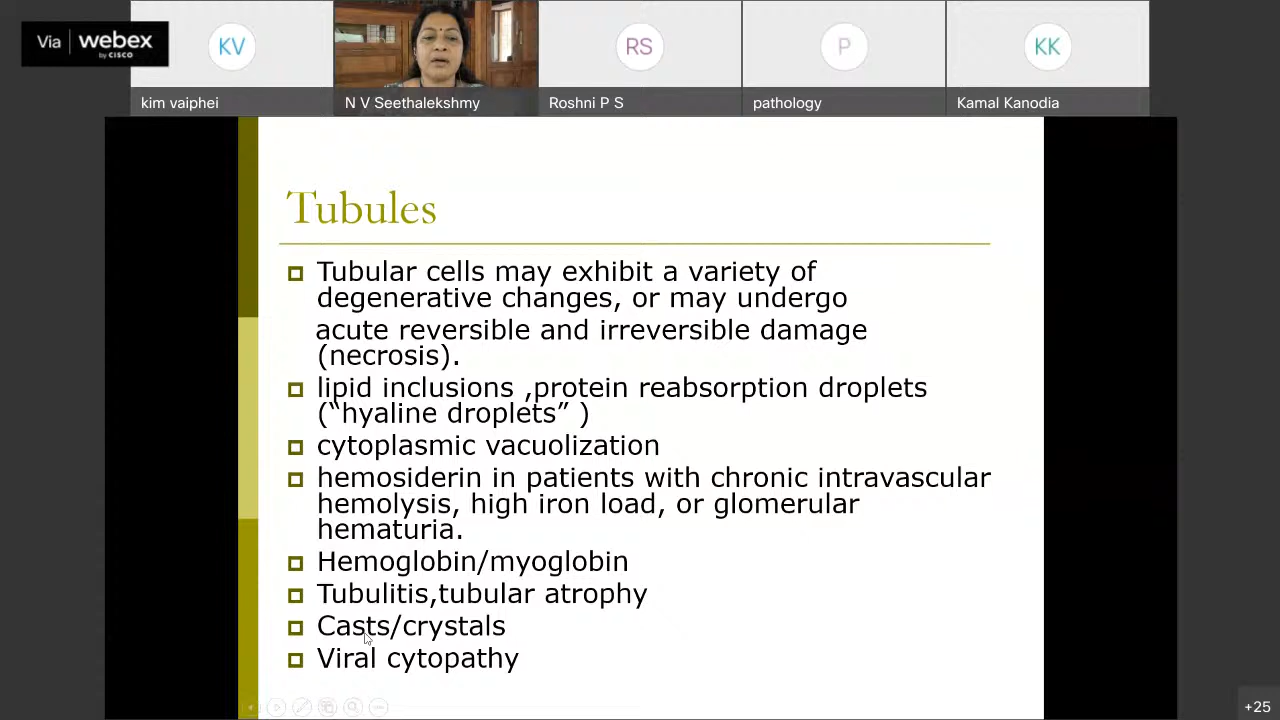 Via webex
by CISCO
KV
RS
P
KK
kim vaiphei
N V Seethalekshmy
Roshni P S
pathology
Kamal Kanodia
Tubules
Tubular cells may exhibit a variety of
degenerative changes, or may undergo
acute reversible and irreversible damage
(necrosis).
lipid inclusions ,protein reabsorption droplets
(“hyaline droplets” )
cytoplasmic vacuolization
hemosiderin in patients with chronic intravascular
hemolysis, high iron load, or glomerular
hematuria.
Hemoglobin/myoglobin
Tubulitis,tubular atrophy
Casts/crystals
Viral cytopathy
+25